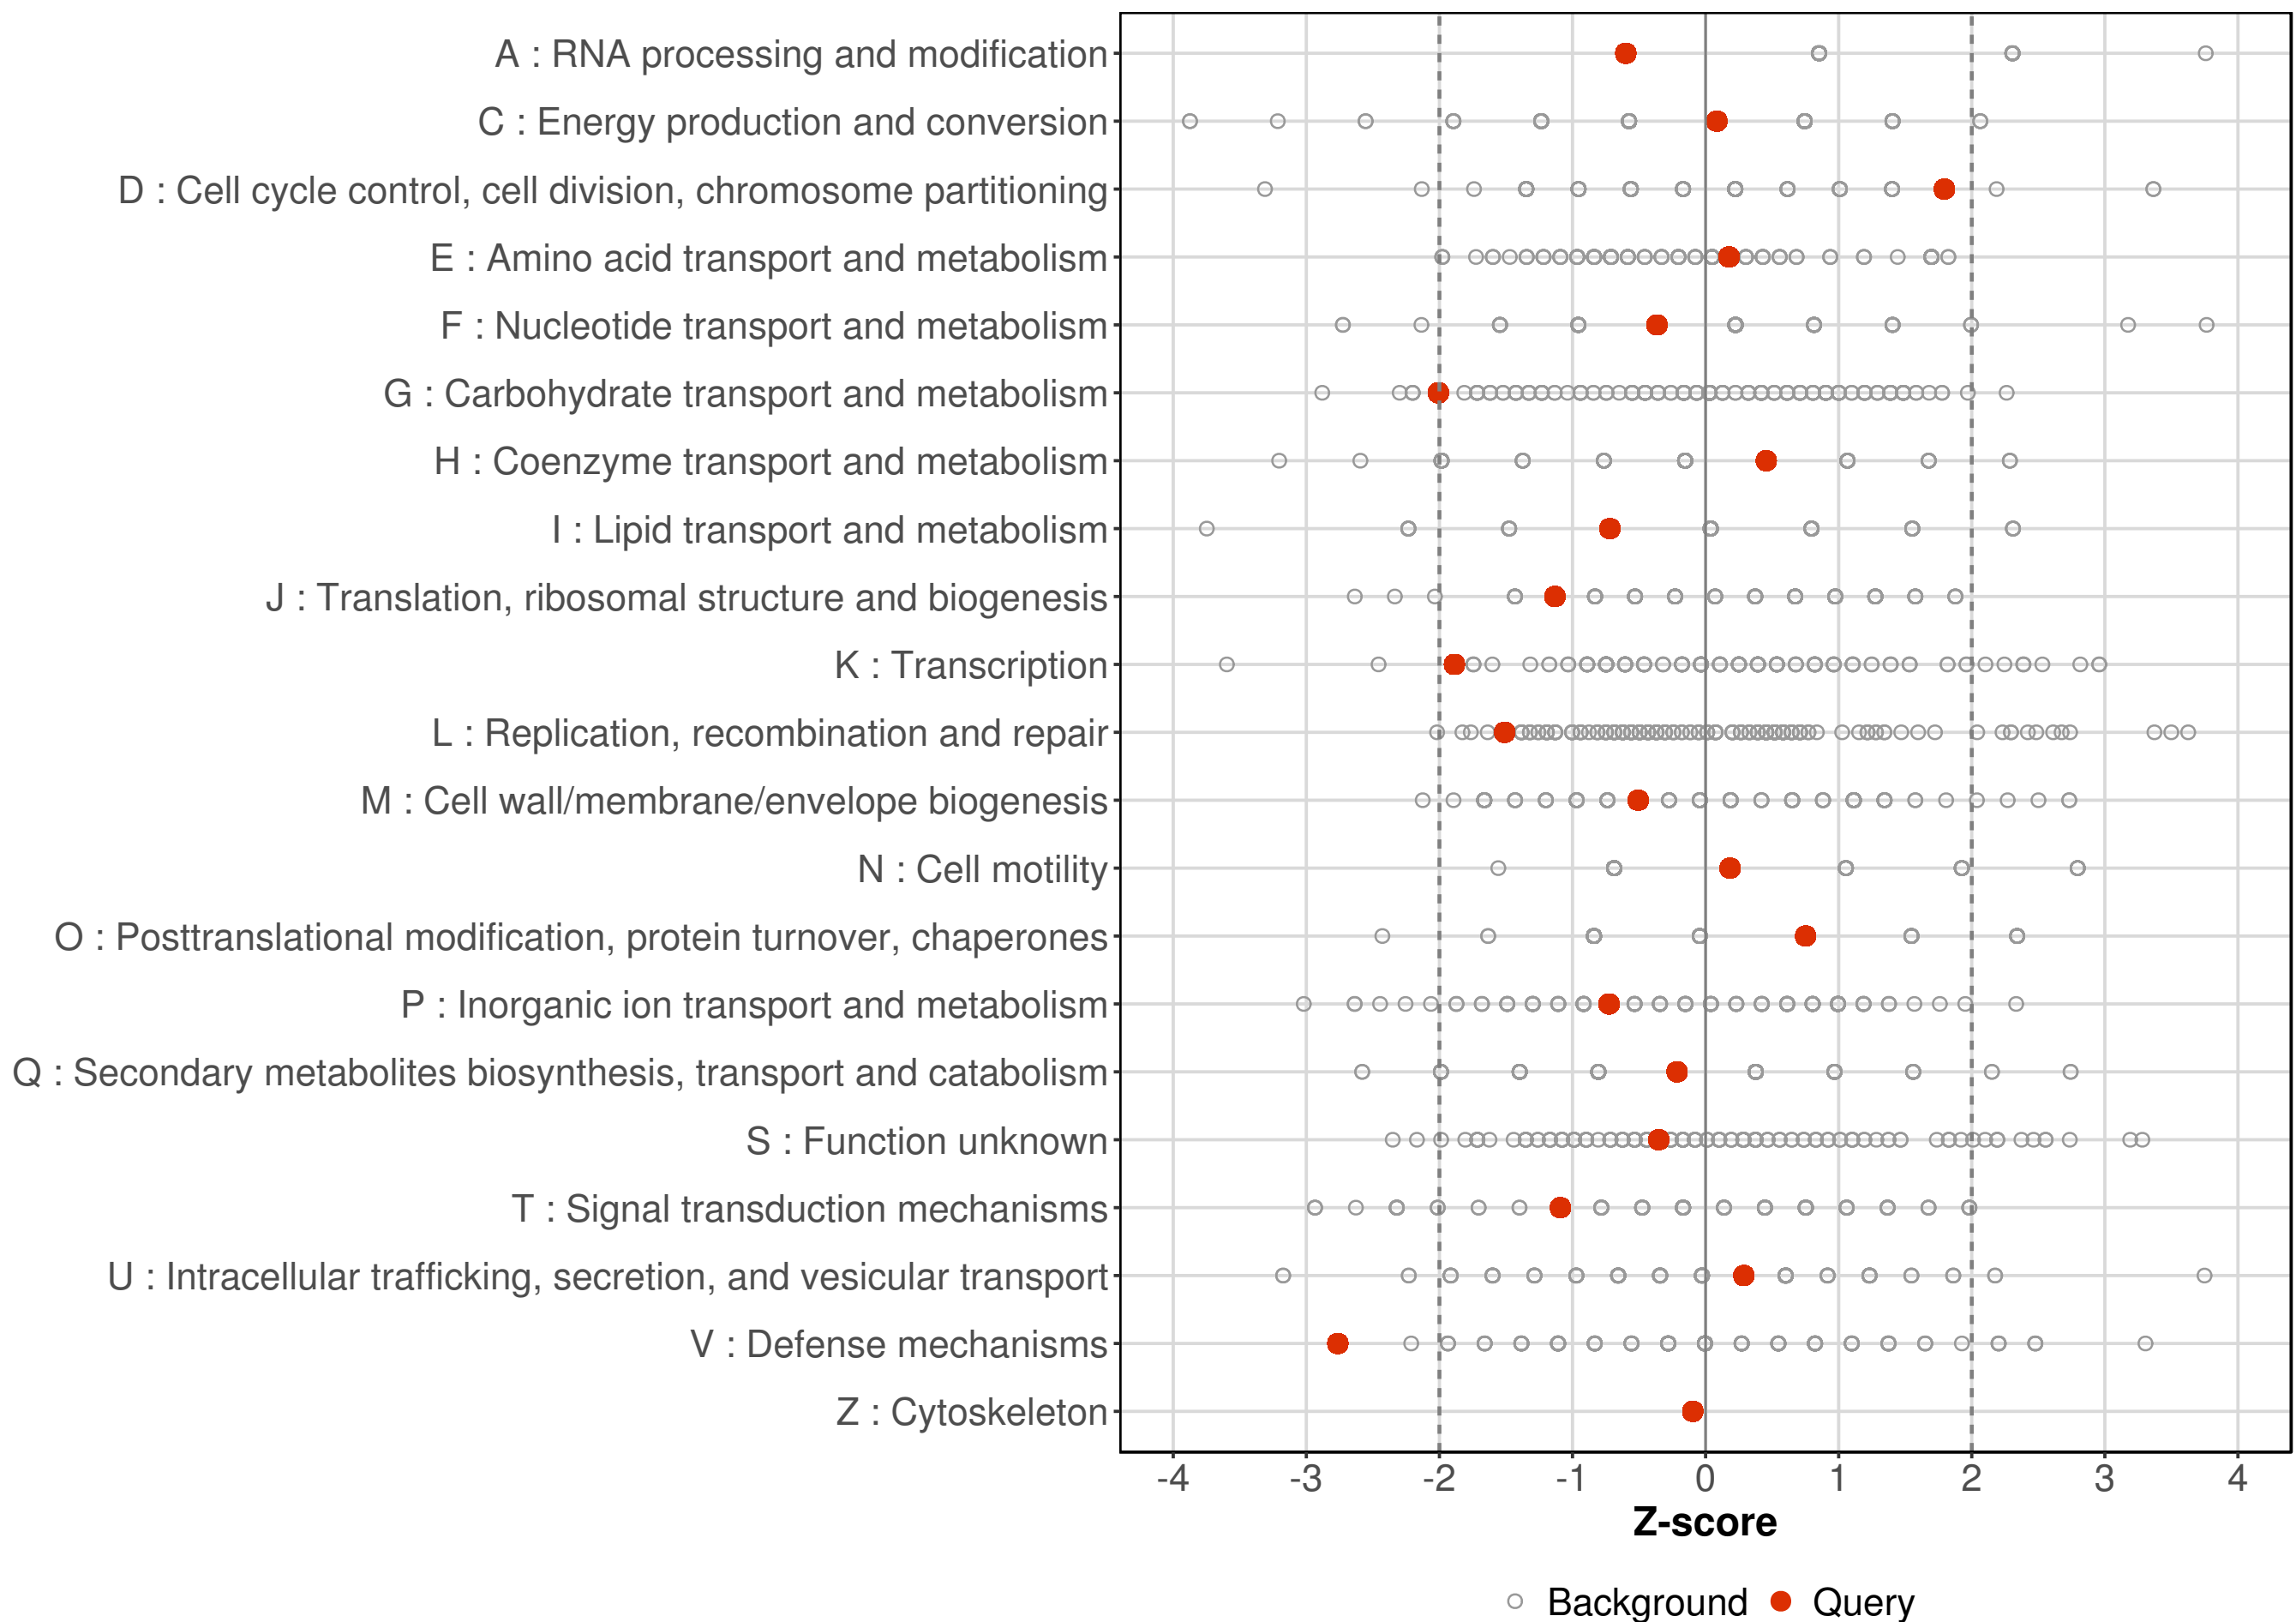 A : RNA processing and modification
C : Energy production and conversion
D : Cell cycle control, cell division, chromosome partitioning
E : Amino acid transport and metabolism
F : Nucleotide transport and metabolism
G : Carbohydrate transport and metabolism
H : Coenzyme transport and metabolism
I : Lipid transport and metabolism
J : Translation, ribosomal structure and biogenesis
K : Transcription
L : Replication, recombination and repair
M : Cell wall/membrane/envelope biogenesis
N : Cell motility
O : Posttranslational modification, protein turnover, chaperones
P : Inorganic ion transport and metabolism
Q : Secondary metabolites biosynthesis, transport and catabolism
S : Function unknown
T : Signal transduction mechanisms
U : Intracellular trafficking, secretion, and vesicular transport
V : Defense mechanisms
Z : Cytoskeleton
-4 -3 -2 -1 0 1 2 3 4
Z-score
Background Query